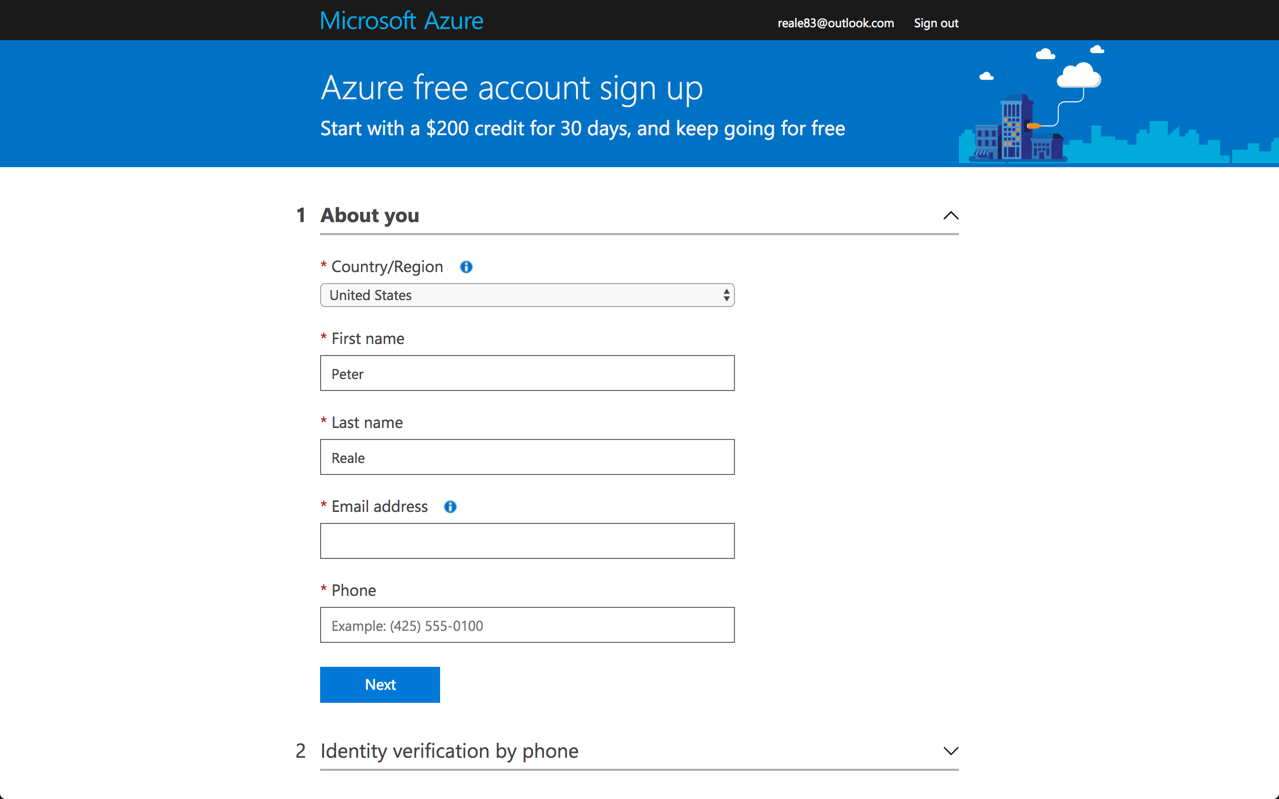 Microsoft Azure
reale83@outlook.com Sign out
Azure free account sign up
Start with a $200 credit for 30 days, and keep going for free
1 About you
* Country/Region
United States
* First name
Peter
* Last name
Reale
* Email address
* Phone
Example: (425) 555-0100
Next
2 Identity verification by phone